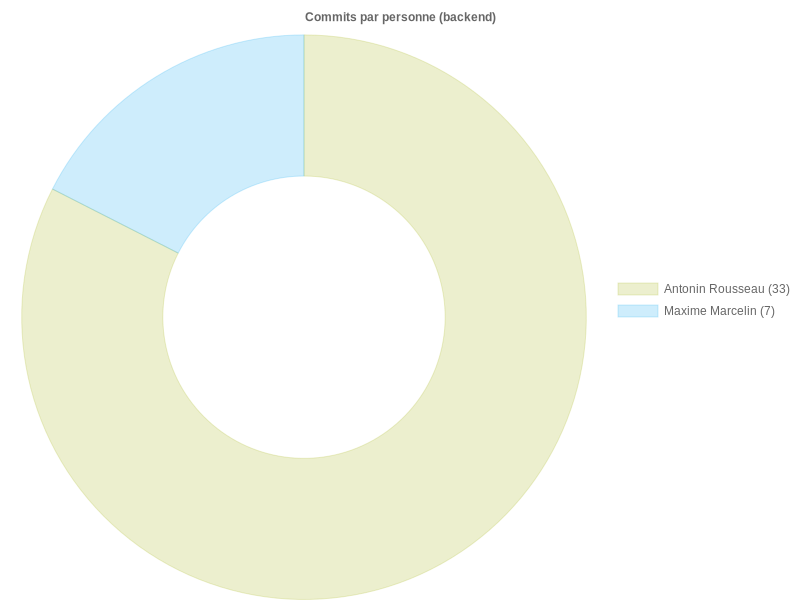 Commits par personne (backend)
Antonin Rousseau (33)
Maxime Marcelin (7)